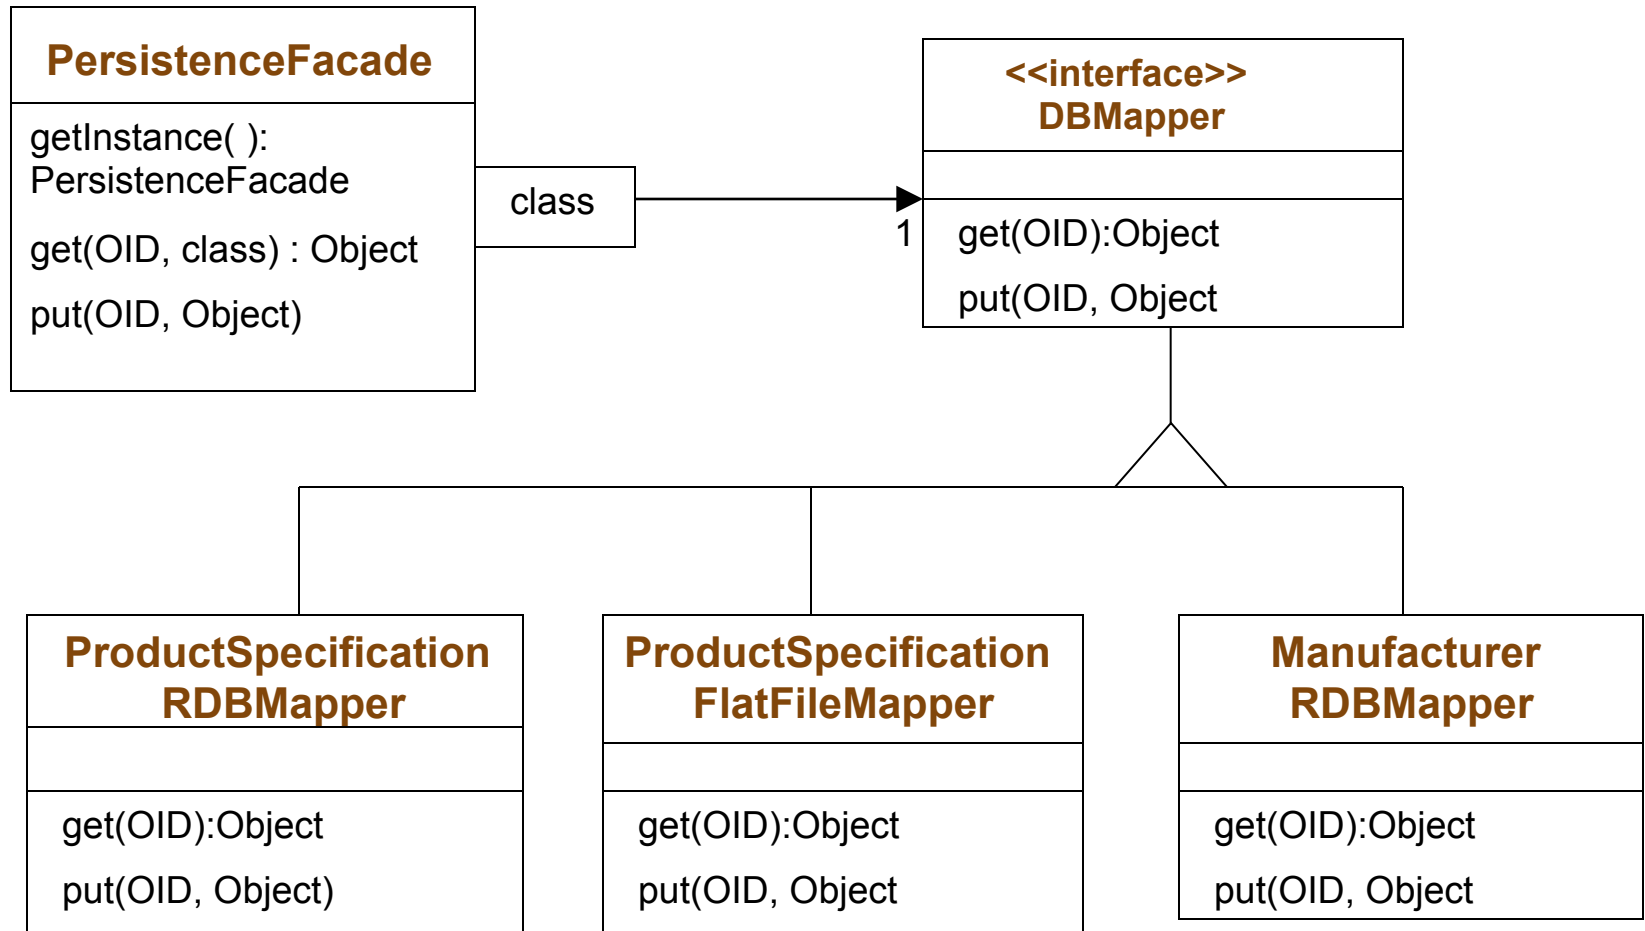 PersistenceFacade
getInstance( ):
PersistenceFacade
get(OID, class) : Object
put(OID, Object)
class
1
<<interface>>
DBMapper
get(OID):Object
put(OID, Object
ProductSpecification
RDBMapper
get(OID):Object
put(OID, Object)
ProductSpecification
FlatFileMapper
get(OID):Object
put(OID, Object
Manufacturer
RDBMapper
get(OID):Object
put(OID, Object